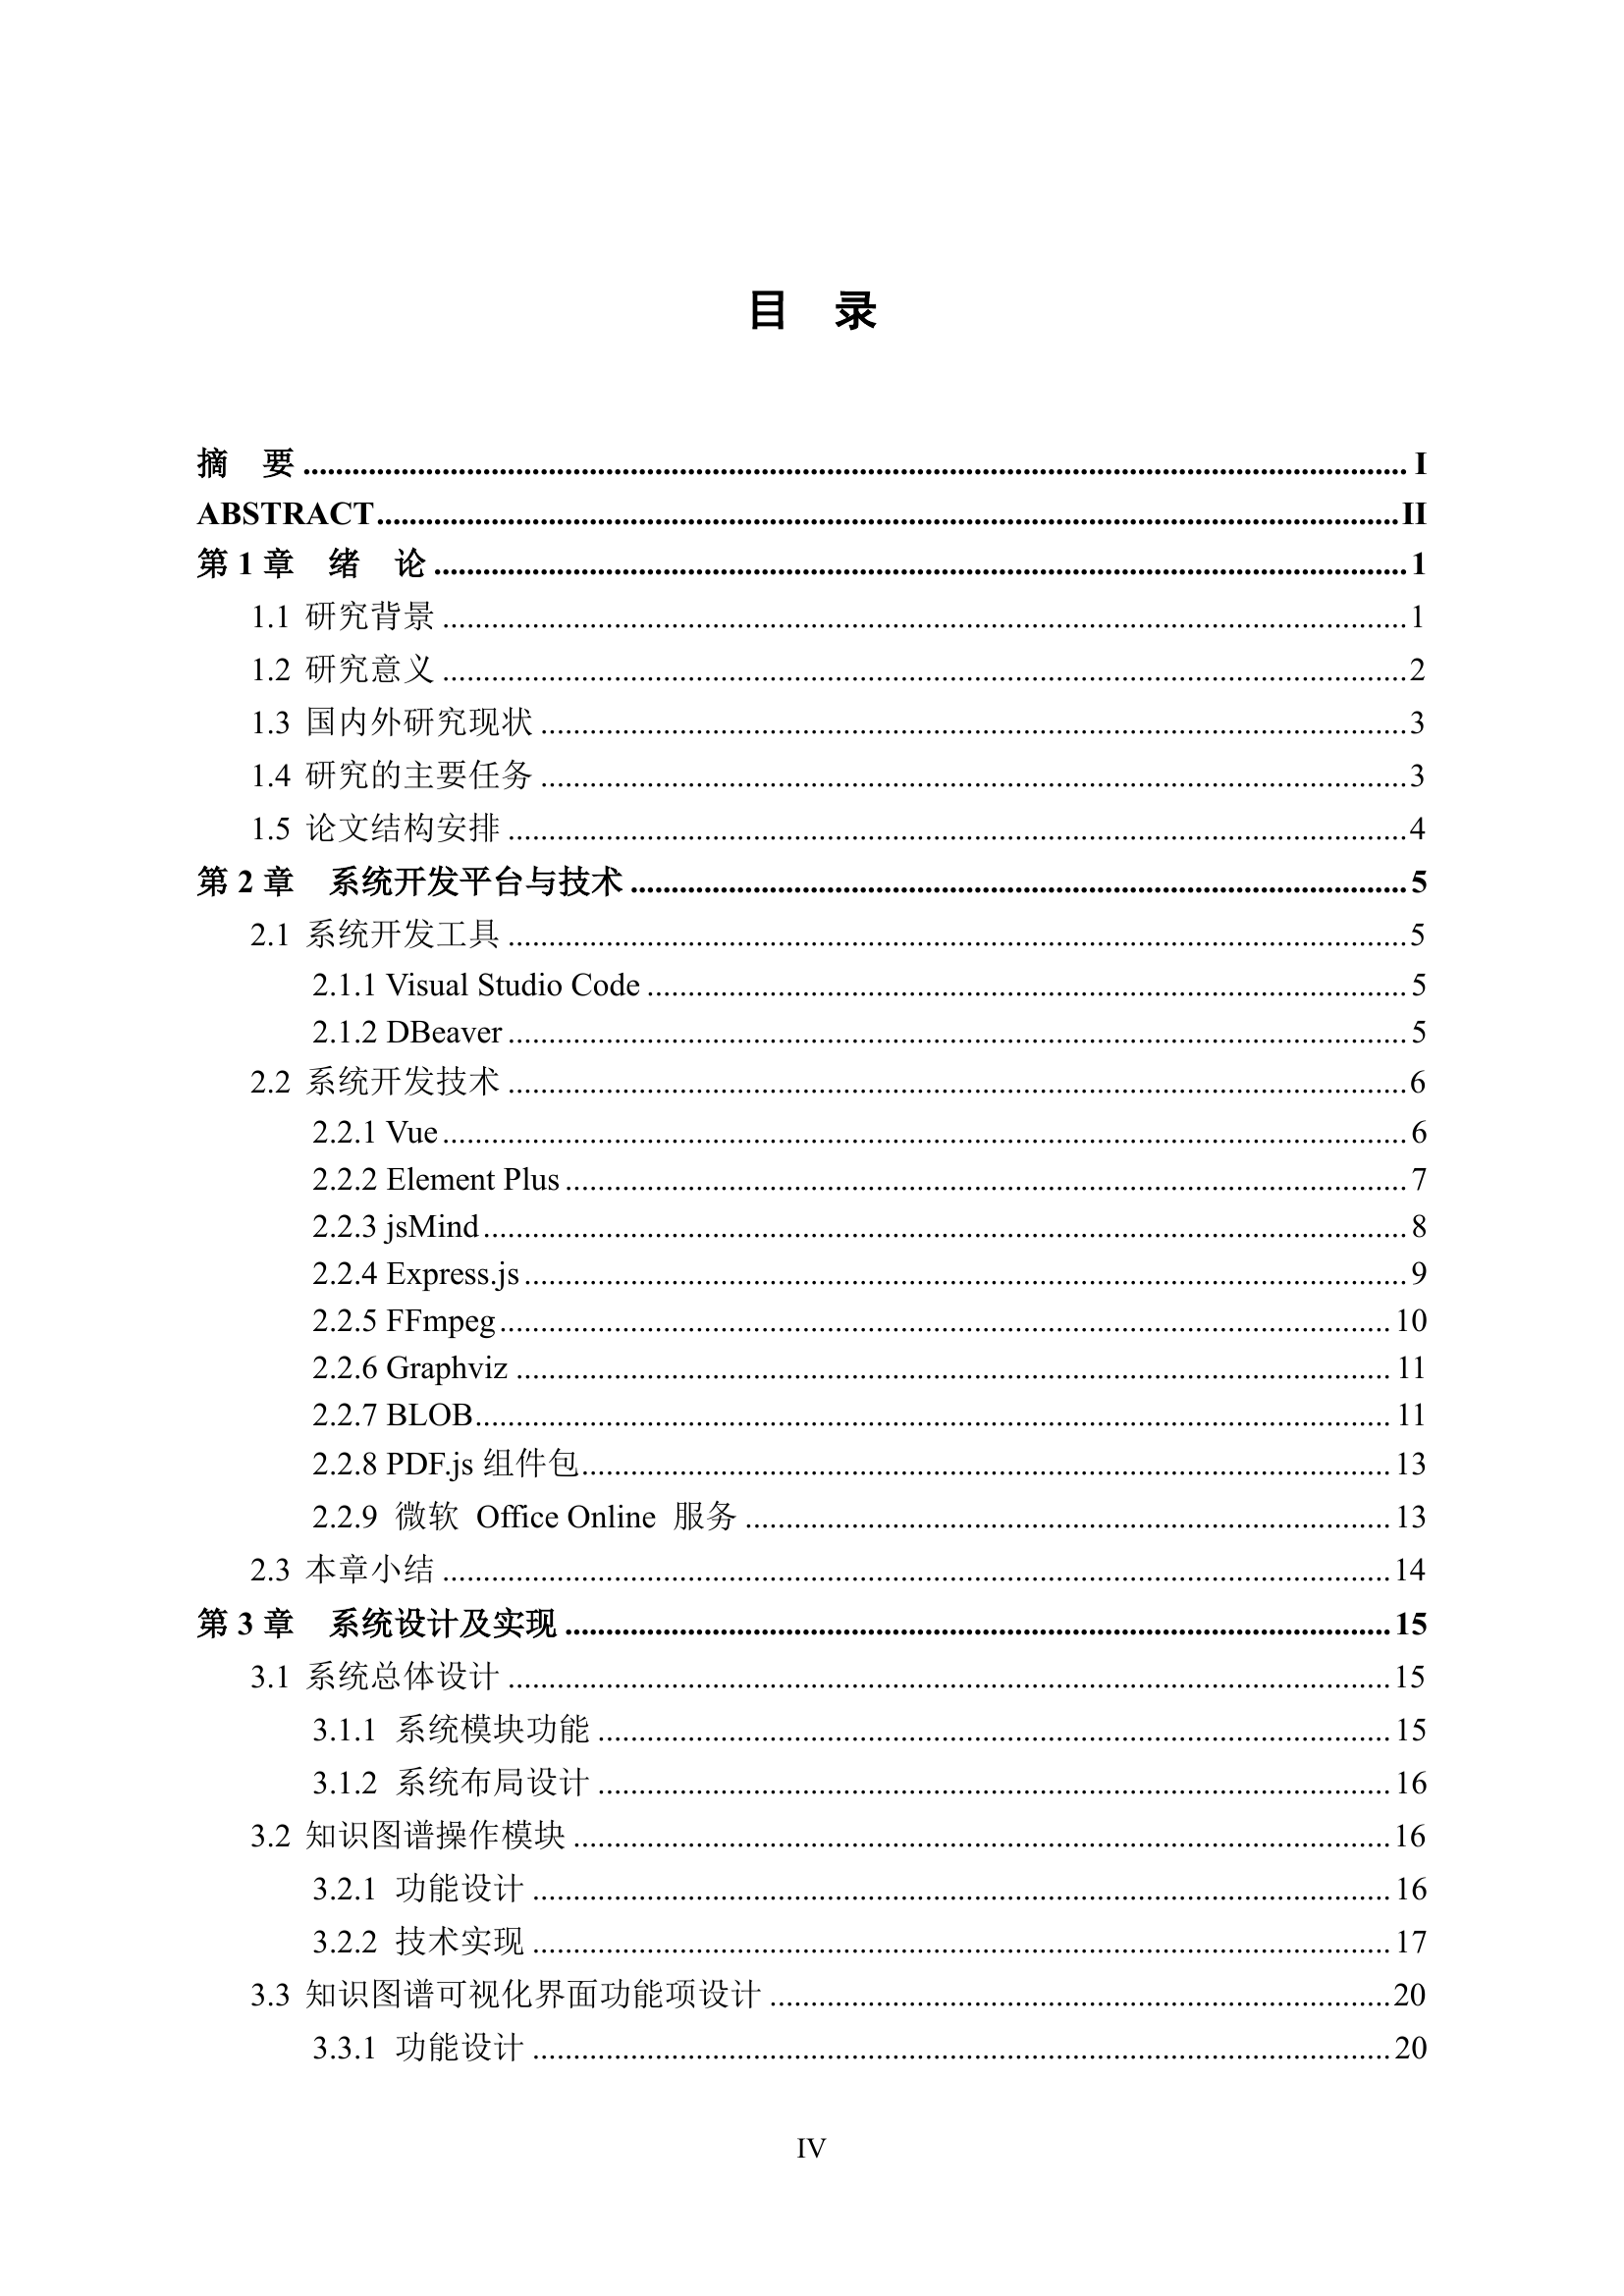 目　录
摘　要 ........ I
ABSTRACT ........ II
第 1 章　绪　论 ........ 1
1.1 研究背景 ........ 1
1.2 研究意义 ........ 2
1.3 国内外研究现状 ........ 3
1.4 研究的主要任务 ........ 3
1.5 论文结构安排 ........ 4
第 2 章　系统开发平台与技术 ........ 5
2.1 系统开发工具 ........ 5
2.1.1 Visual Studio Code ........ 5
2.1.2 DBeaver ........ 5
2.2 系统开发技术 ........ 6
2.2.1 Vue ........ 6
2.2.2 Element Plus ........ 7
2.2.3 jsMind ........ 8
2.2.4 Express.js ........ 9
2.2.5 FFmpeg ........ 10
2.2.6 Graphviz ........ 11
2.2.7 BLOB ........ 11
2.2.8 PDF.js 组件包 ........ 13
2.2.9 微软 Office Online 服务 ........ 13
2.3 本章小结 ........ 14
第 3 章　系统设计及实现 ........ 15
3.1 系统总体设计 ........ 15
3.1.1 系统模块功能 ........ 15
3.1.2 系统布局设计 ........ 16
3.2 知识图谱操作模块 ........ 16
3.2.1 功能设计 ........ 16
3.2.2 技术实现 ........ 17
3.3 知识图谱可视化界面功能项设计 ........ 20
3.3.1 功能设计 ........ 20
IV